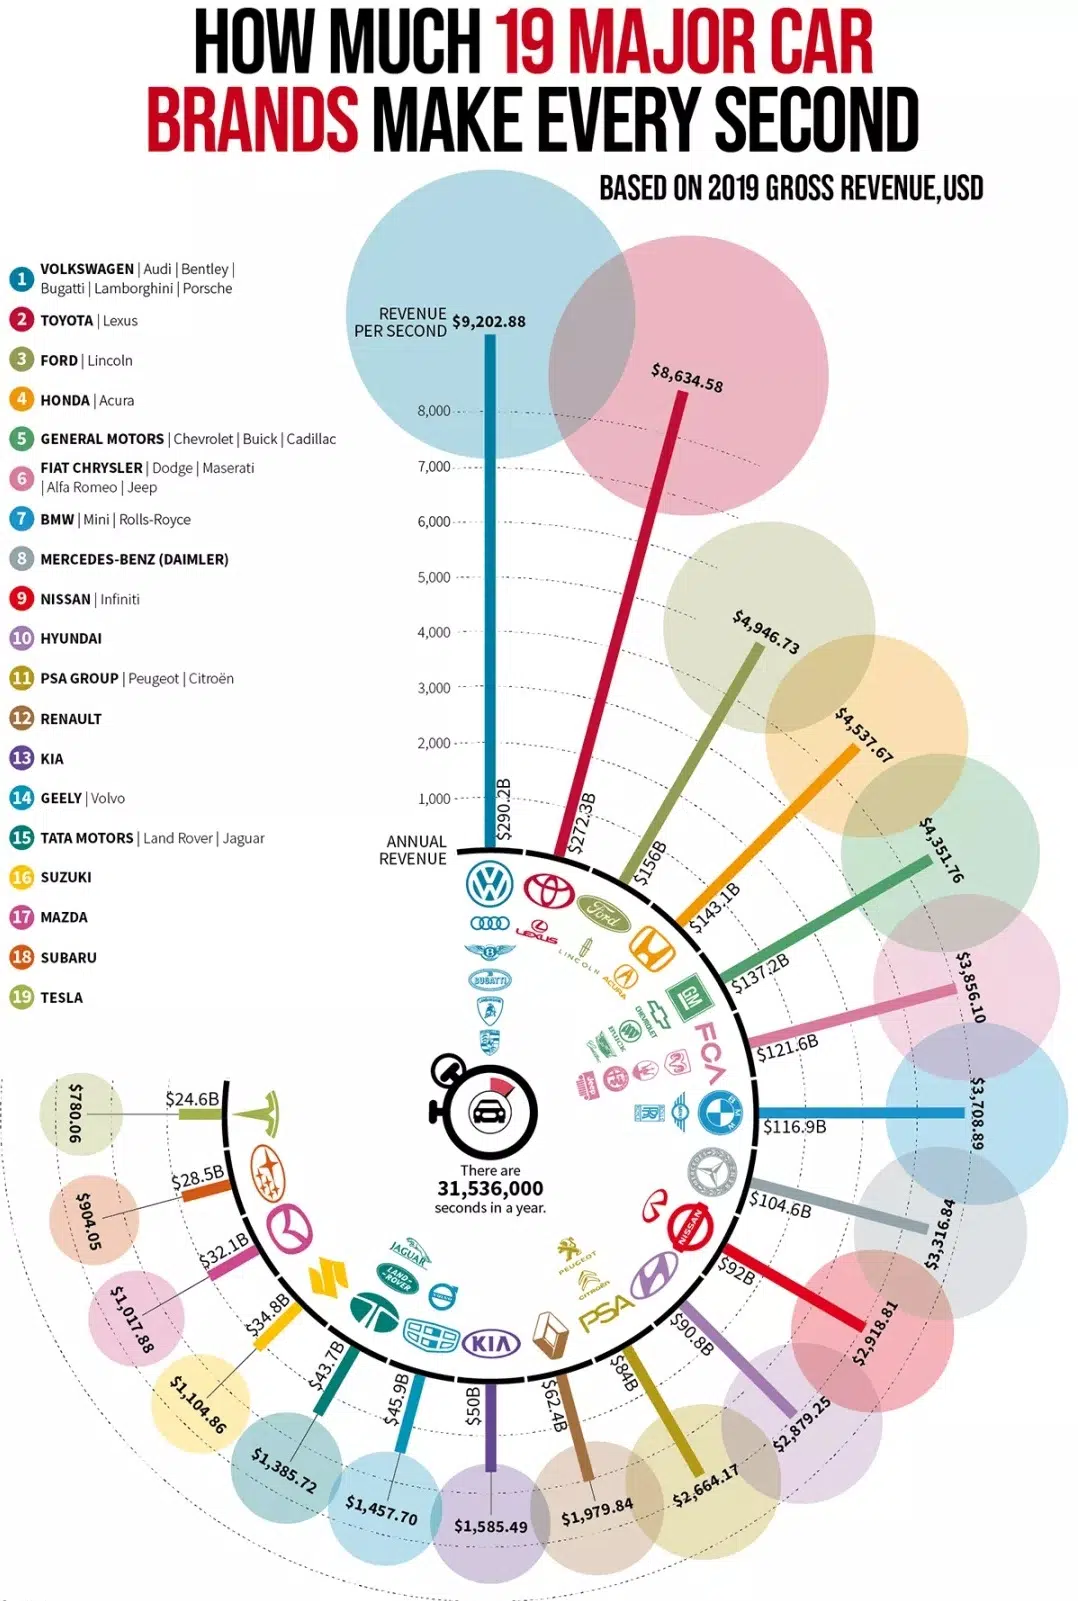 HOW MUCH 19 MAJOR CAR
BRANDS MAKE EVERY SECOND
BASED ON 2019 GROSS REVENUE,USD
1 VOLKSWAGEN | Audi | Bentley |
Bugatti | Lamborghini | Porsche
2 TOYOTA | Lexus
3 FORD | Lincoln
4 HONDA | Acura
5 GENERAL MOTORS | Chevrolet | Buick | Cadillac
6 FIAT CHRYSLER | Dodge | Maserati
| Alfa Romeo | Jeep
7 BMW | Mini | Rolls-Royce
8 MERCEDES-BENZ (DAIMLER)
9 NISSAN | Infiniti
10 HYUNDAI
11 PSA GROUP | Peugeot | Citroën
12 RENAULT
13 KIA
14 GEELY | Volvo
15 TATA MOTORS | Land Rover | Jaguar
16 SUZUKI
17 MAZDA
18 SUBARU
19 TESLA
REVENUE
PER SECOND
$9,202.88
$8,634.58
$4,946.73
$4,537.67
$4,351.76
$3,856.10
$3,708.89
$3,316.84
$2,918.81
$2,879.25
$2,664.17
$1,979.84
$1,585.49
$1,457.70
$1,385.72
$1,104.86
$1,017.88
$904.05
$780.06
8,000
7,000
6,000
5,000
4,000
3,000
2,000
1,000
ANNUAL
REVENUE
$290.2B
$272.3B
$156B
$143.1B
$137.2B
$121.6B
$116.9B
$104.6B
$92B
$90.8B
$84B
$62.4B
$50B
$45.9B
$43.7B
$34.8B
$32.1B
$28.5B
$24.6B
BUGATTI
LEXUS
Ford
LINCOLN
ACURA
GM
CHEVROLET
BUICK
FCA
Jeep
BMW
NISSAN
PEUGEOT
CITROËN
PSA
KIA
JAGUAR
LAND
ROVER
There are
31,536,000
seconds in a year.